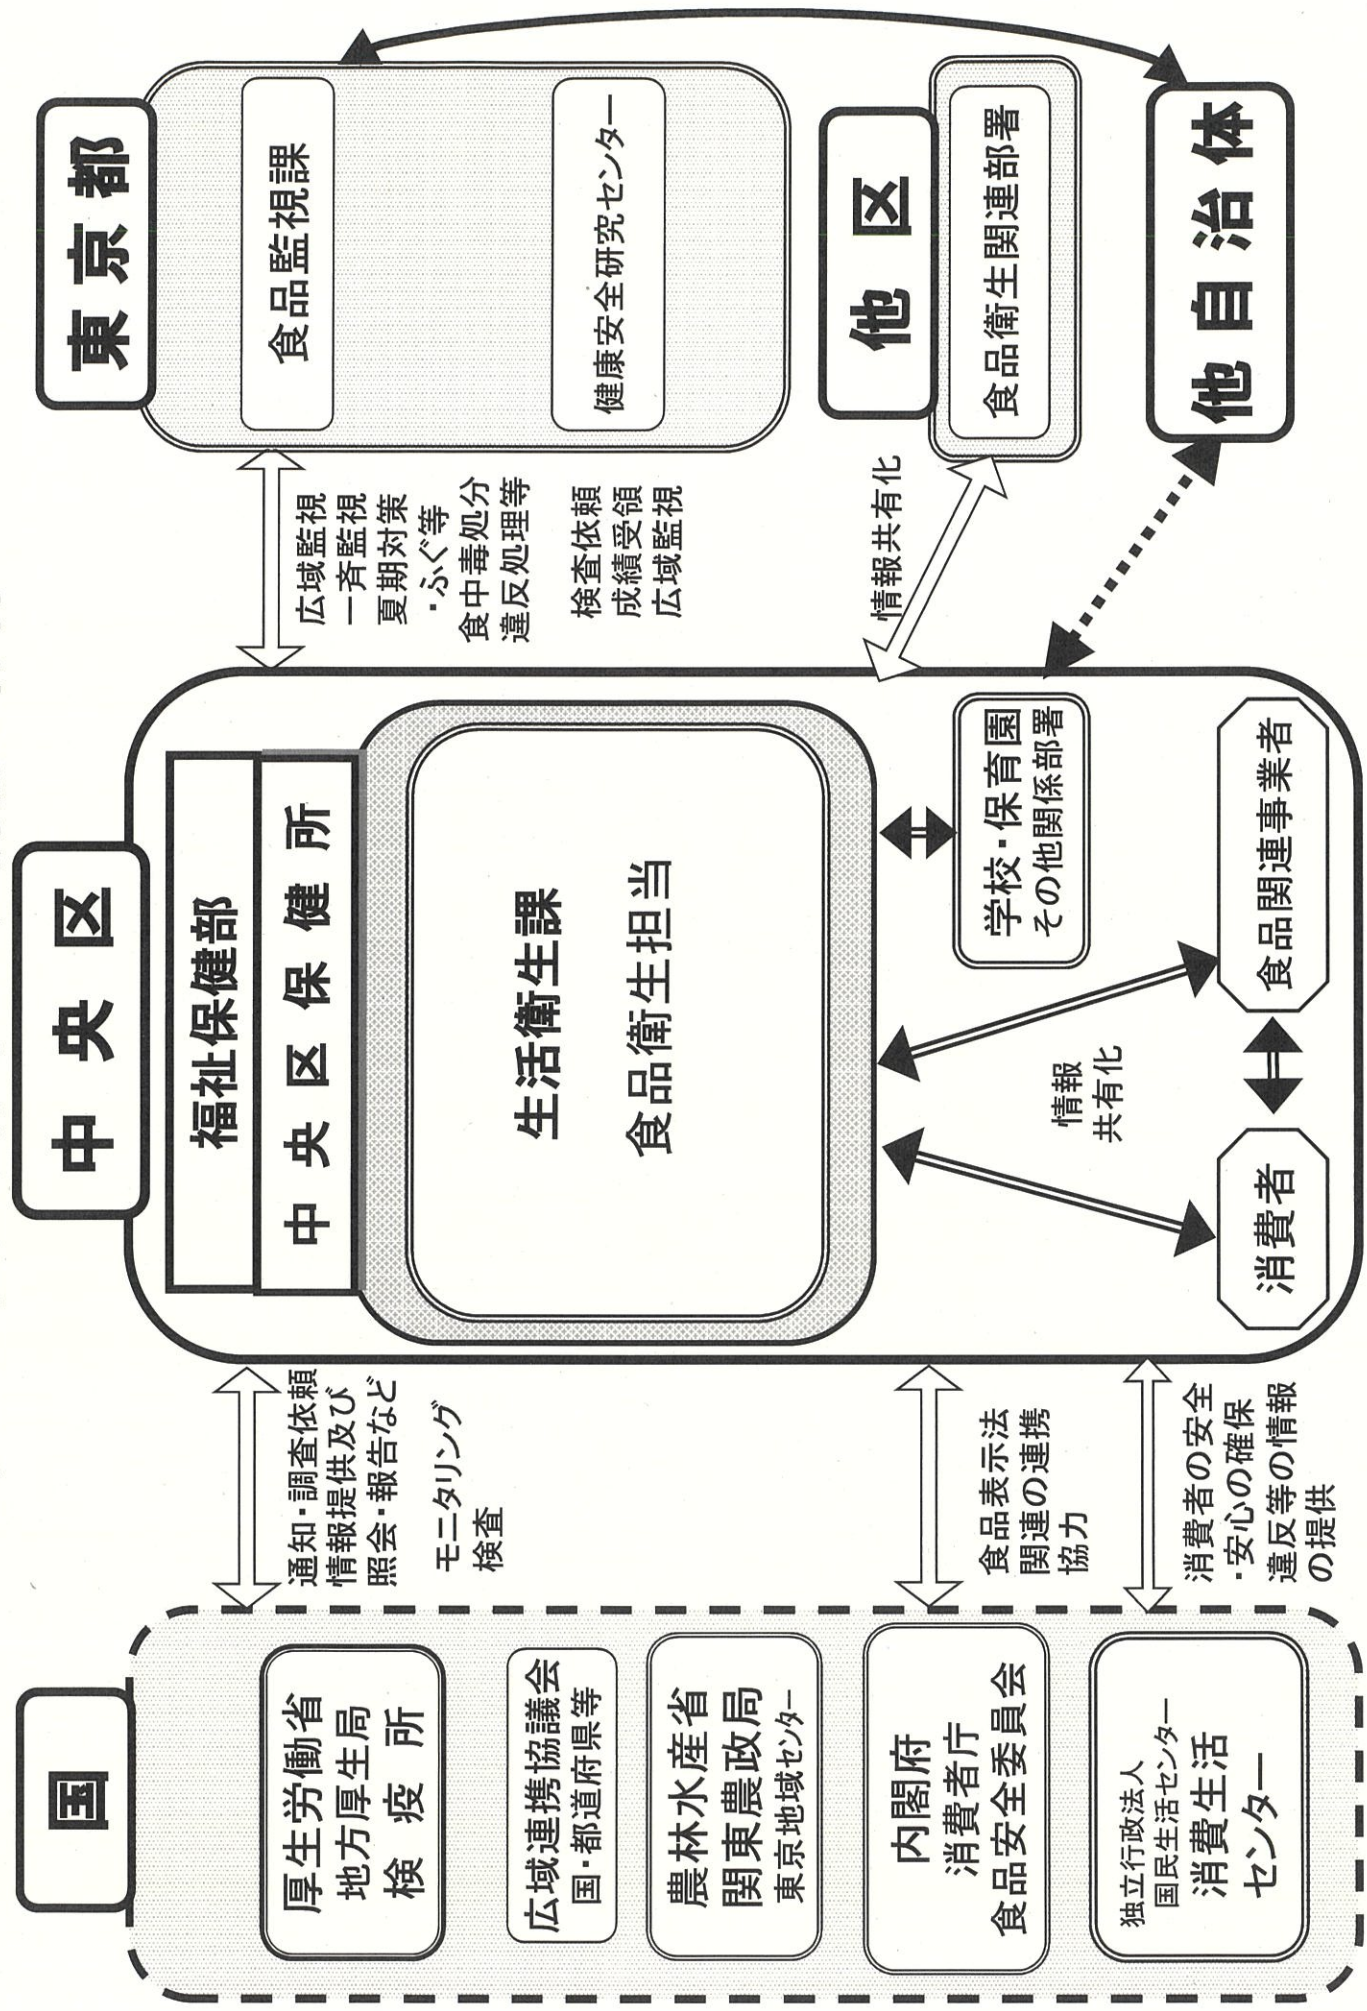 国
厚生労働省
地方厚生局
検疫所
広域連携協議会
国・都道府県等
農林水産省
関東農政局
東京地域センター
内閣府
消費者庁
食品安全委員会
独立行政法人
国民生活センター
消費生活
センター
通知・調査依頼
情報提供及び
照会・報告など
モニタリング
検査
食品表示法
関連の連携
協力
消費者の安全
・安心の確保
違反等の情報
の提供
中央区
福祉保健部
中央区保健所
生活衛生課
食品衛生担当
学校・保育園
その他関係部署
情報
共有化
消費者
食品関連事業者
広域監視
一斉監視
夏期対策
・ふぐ等
食中毒処分
違反処理等
検査依頼
成績受領
広域監視
情報共有化
東京都
食品監視課
健康安全研究センター
他区
食品衛生関連部署
他自治体